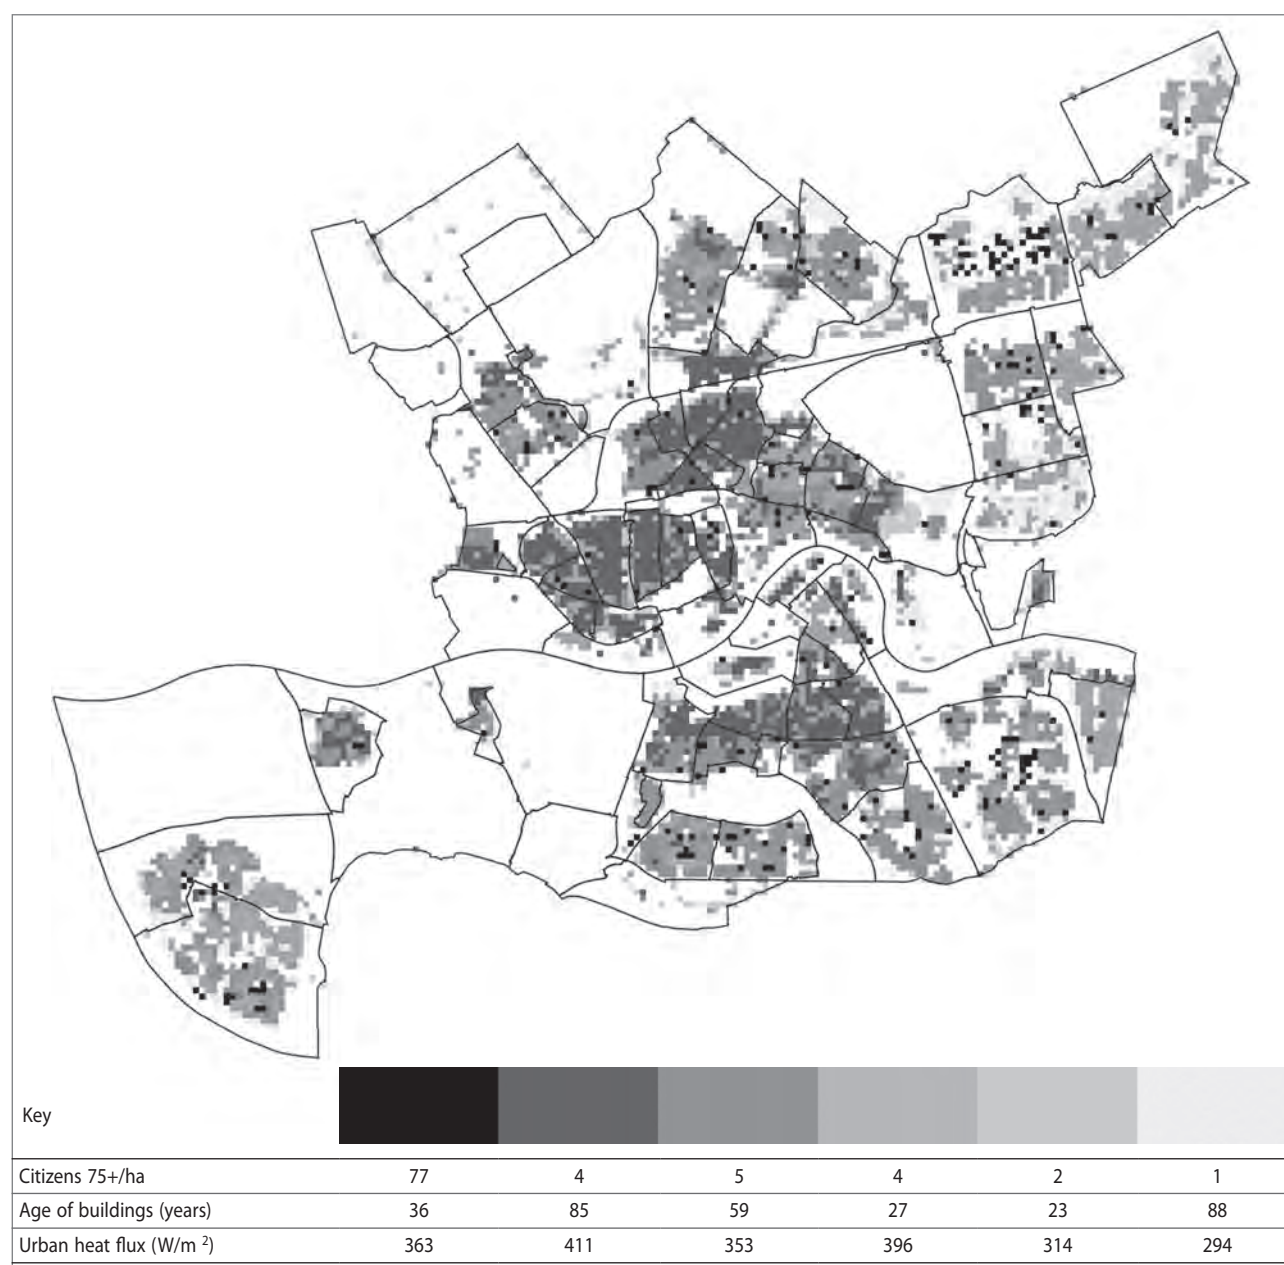 Key
Citizens 75+/ha 77 4 5 4 2 1
Age of buildings (years) 36 85 59 27 23 88
Urban heat flux (W/m ²) 363 411 353 396 314 294